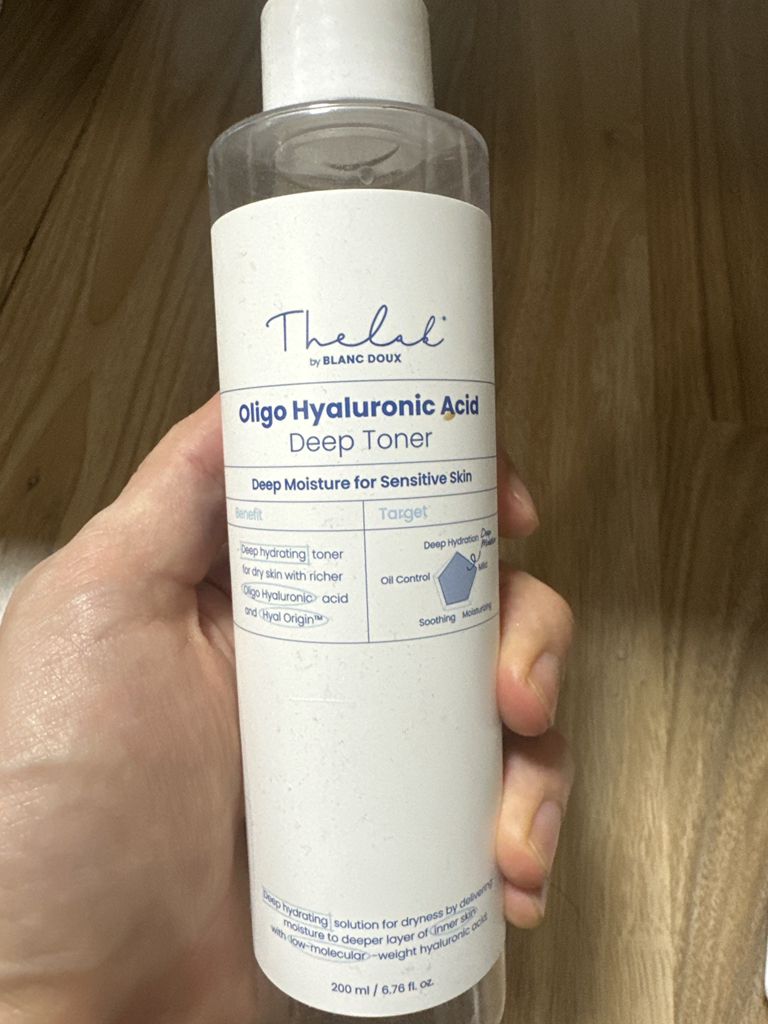 Thelab
by BLANC DOUX
Oligo Hyaluronic Acid
Deep Toner
Deep Moisture for Sensitive Skin
Benefit
Target
Deep hydrating toner
for dry skin with richer
Oligo Hyaluronic acid
and Hyal Origin™
Deep Hydration
Deep
Mild
Oil Control
Soothing Moisturizing
Deep hydrating solution for dryness by delivering
moisture to deeper layer of inner skin
with low-molecular-weight hyaluronic acid.
200 ml / 6.76 fl. oz.